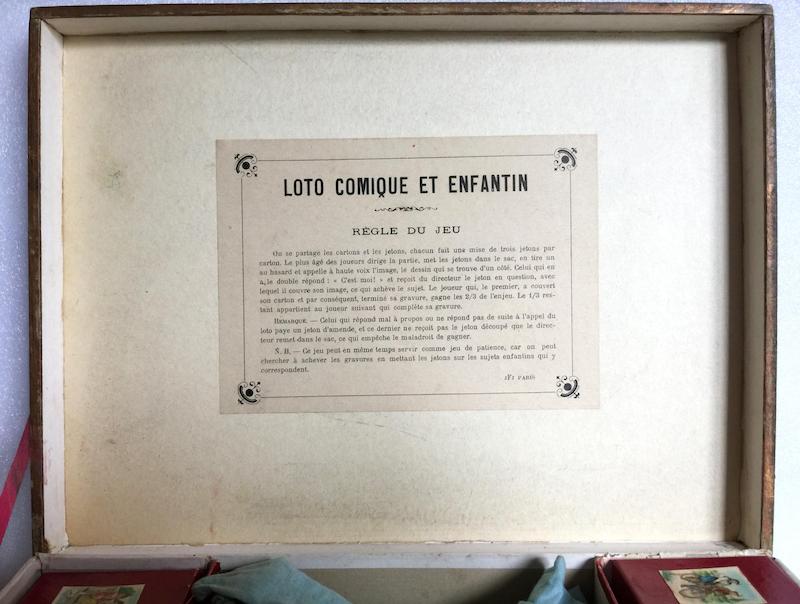 LOTO COMIQUE ET ENFANTIN
RÈGLE DU JEU
On se partage les cartons et les jetons, chacun fait une mise de trois jetons par
carton. Le plus âgé des joueurs dirige la partie, met les jetons dans le sac, en tire un
au hasard et appelle à haute voix l'image, le dessin qui se trouve d'un côté. Celui qui en
a, le double répond : « C'est moi! » et reçoit du directeur le jeton en question, avec
lequel il couvre son image, ce qui achève le sujet. Le joueur qui, le premier, a couvert
son carton et par conséquent, terminé sa gravure, gagne les 2/3 de l'enjeu. Le 1/3 res-
tant appartient au joueur suivant qui complète sa gravure.
REMARQUE. — Celui qui répond mal à propos ou ne répond pas de suite à l'appel du
loto paye un jeton d'amende, et ce dernier ne reçoit pas le jeton découpé que le direc-
teur remet dans le sac, ce qui empêche le maladroit de gagner.
N. B. — Ce jeu peut en même temps servir comme jeu de patience, car on peut
chercher à achever les gravures en mettant les jetons sur les sujets enfantins qui y
correspondent.
JFJ PARIS